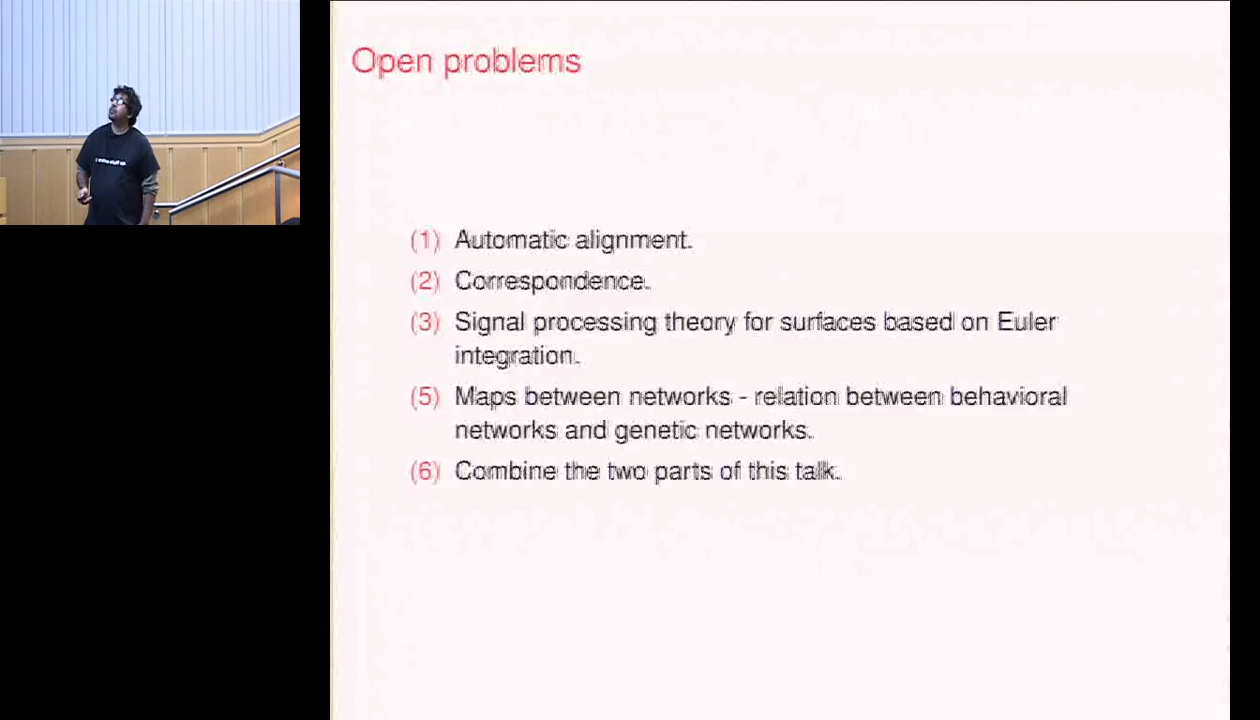 Open problems
(1) Automatic alignment.
(2) Correspondence.
(3) Signal processing theory for surfaces based on Euler
integration.
(5) Maps between networks - relation between behavioral
networks and genetic networks.
(6) Combine the two parts of this talk.